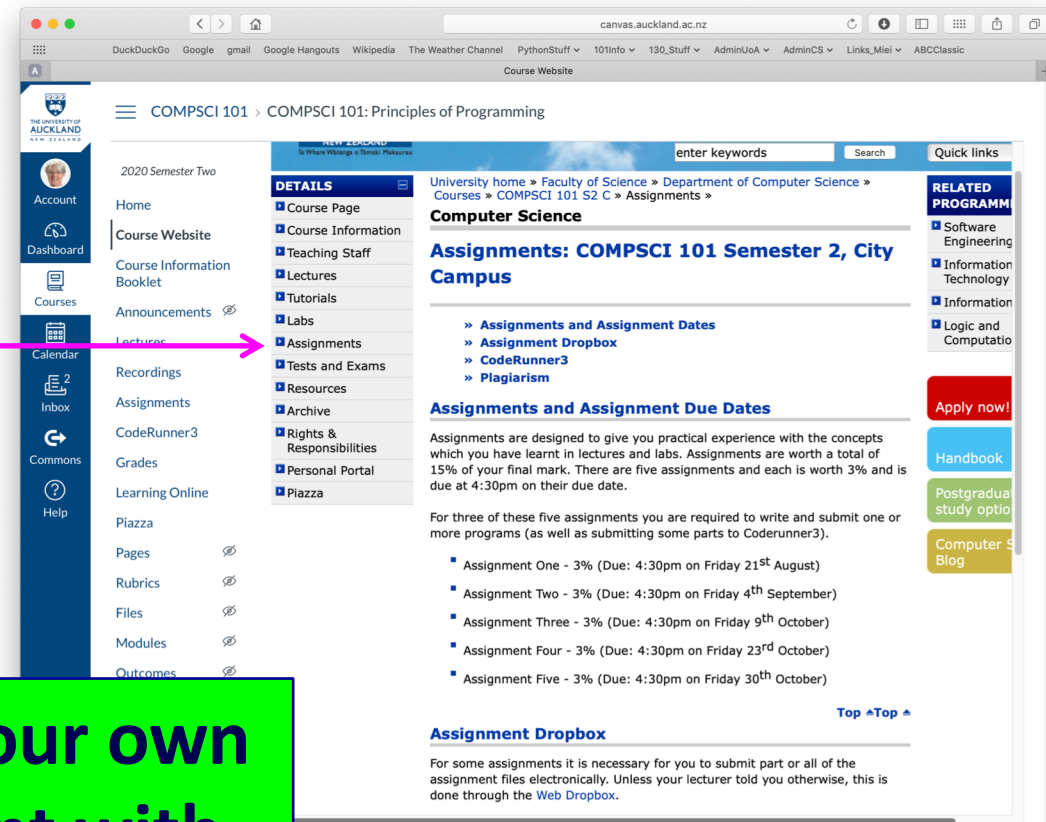 canvas.auckland.ac.nz
DuckDuckGo Google gmail Google Hangouts Wikipedia The Weather Channel PythonStuff 101Info 130_Stuff AdminUoA AdminCS Links_Miei ABCClassic
A
Course Website
THE UNIVERSITY OF
AUCKLAND
NEW ZEALAND
Account
Dashboard
Courses
Calendar
2
Inbox
Commons
Help
COMPSCI 101 > COMPSCI 101: Principles of Programming
2020 Semester Two
Home
Course Website
Course Information
Booklet
Announcements
Lectures
Recordings
Assignments
CodeRunner3
Grades
Learning Online
Piazza
Pages
Rubrics
Files
Modules
Outcomes
NEW ZEALAND
Te Whare Wānanga o Tāmaki Makaurau
enter keywords
Search
Quick links
DETAILS
Course Page
Course Information
Teaching Staff
Lectures
Tutorials
Labs
Assignments
Tests and Exams
Resources
Archive
Rights &
Responsibilities
Personal Portal
Piazza
University home » Faculty of Science » Department of Computer Science »
Courses » COMPSCI 101 S2 C » Assignments »
Computer Science
Assignments: COMPSCI 101 Semester 2, City
Campus
» Assignments and Assignment Dates
» Assignment Dropbox
» CodeRunner3
» Plagiarism
Assignments and Assignment Due Dates
Assignments are designed to give you practical experience with the concepts
which you have learnt in lectures and labs. Assignments are worth a total of
15% of your final mark. There are five assignments and each is worth 3% and is
due at 4:30pm on their due date.
For three of these five assignments you are required to write and submit one or
more programs (as well as submitting some parts to Coderunner3).
Assignment One - 3% (Due: 4:30pm on Friday 21st August)
Assignment Two - 3% (Due: 4:30pm on Friday 4th September)
Assignment Three - 3% (Due: 4:30pm on Friday 9th October)
Assignment Four - 3% (Due: 4:30pm on Friday 23rd October)
Assignment Five - 3% (Due: 4:30pm on Friday 30th October)
Top Top
Assignment Dropbox
For some assignments it is necessary for you to submit part or all of the
assignment files electronically. Unless your lecturer told you otherwise, this is
done through the Web Dropbox.
RELATED
PROGRAMM
Software
Engineering
Information
Technology
Information
Logic and
Computatio
Apply now!
Handbook
Postgradua
study optio
Computer S
Blog
our own
with